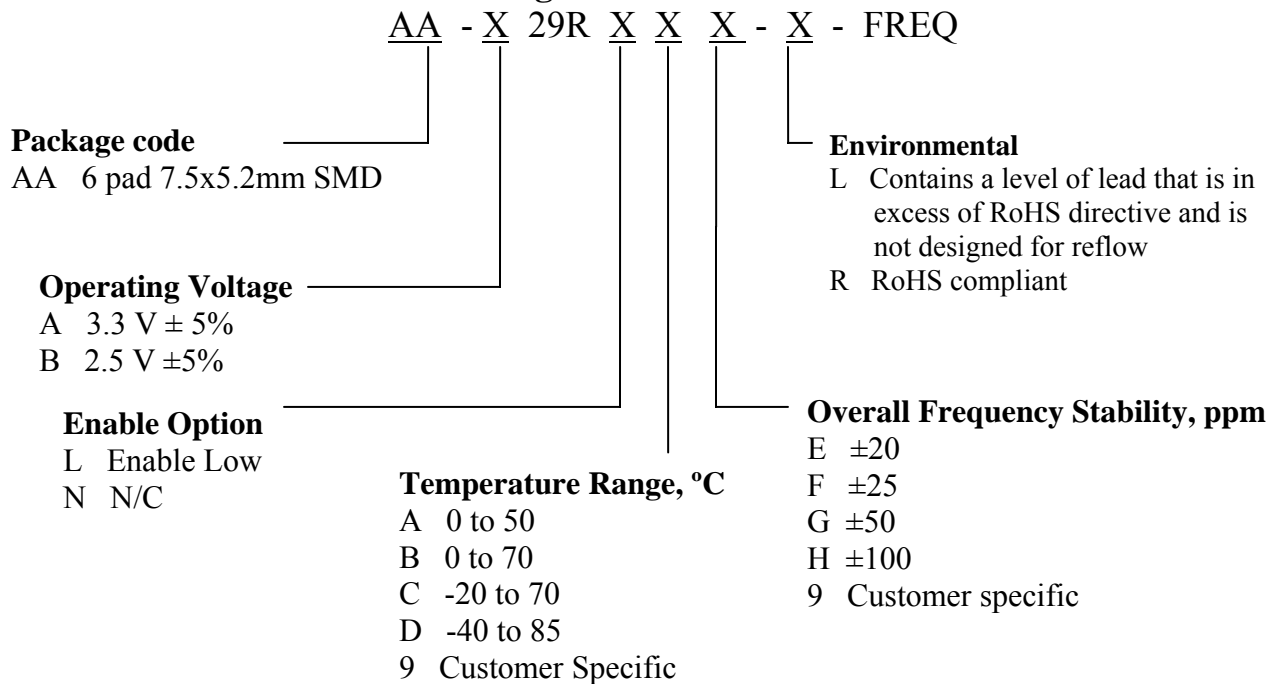 AA - X 29R X X X - X - FREQ
Package code
AA 6 pad 7.5x5.2mm SMD
Operating Voltage
A 3.3 V ± 5%
B 2.5 V ±5%
Enable Option
L Enable Low
N N/C
Temperature Range, ºC
A 0 to 50
B 0 to 70
C -20 to 70
D -40 to 85
9 Customer Specific
Overall Frequency Stability, ppm
E ±20
F ±25
G ±50
H ±100
9 Customer specific
Environmental
L Contains a level of lead that is in
excess of RoHS directive and is
not designed for reflow
R RoHS compliant